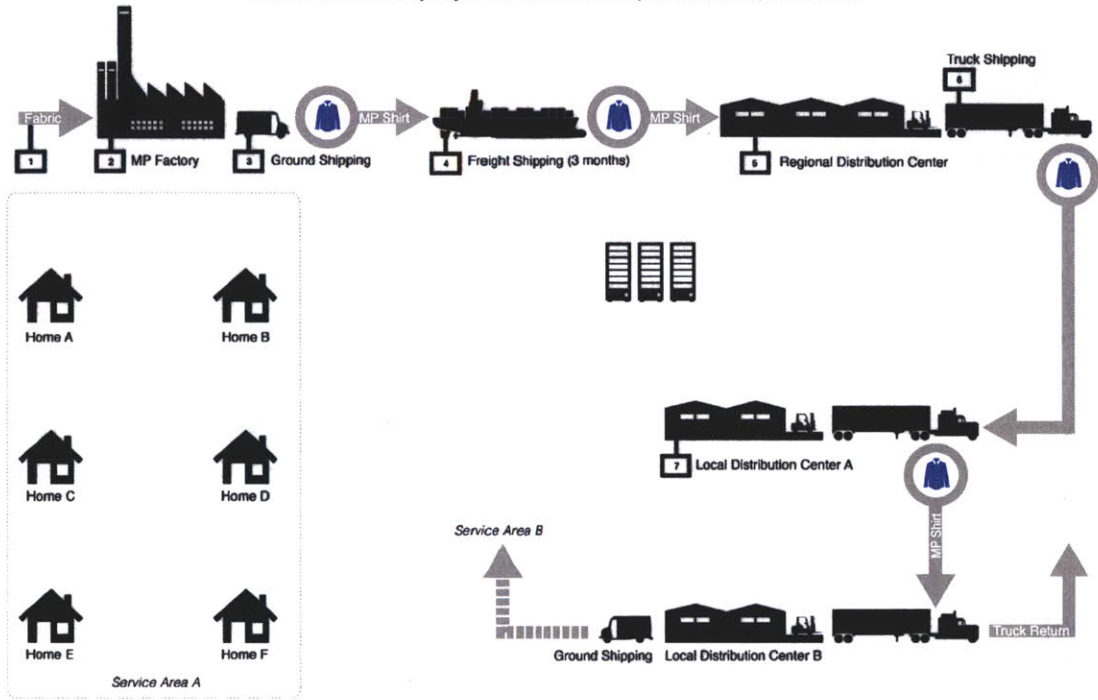 Truck Shipping
6
Fabric
MP Shirt
MP Shirt
1
2 MP Factory
3 Ground Shipping
4 Freight Shipping (3 months)
5 Regional Distribution Center
Home A
Home B
7 Local Distribution Center A
Home C
Home D
MP Shirt
Service Area B
Truck Return
Ground Shipping
Local Distribution Center B
Home E
Home F
Service Area A